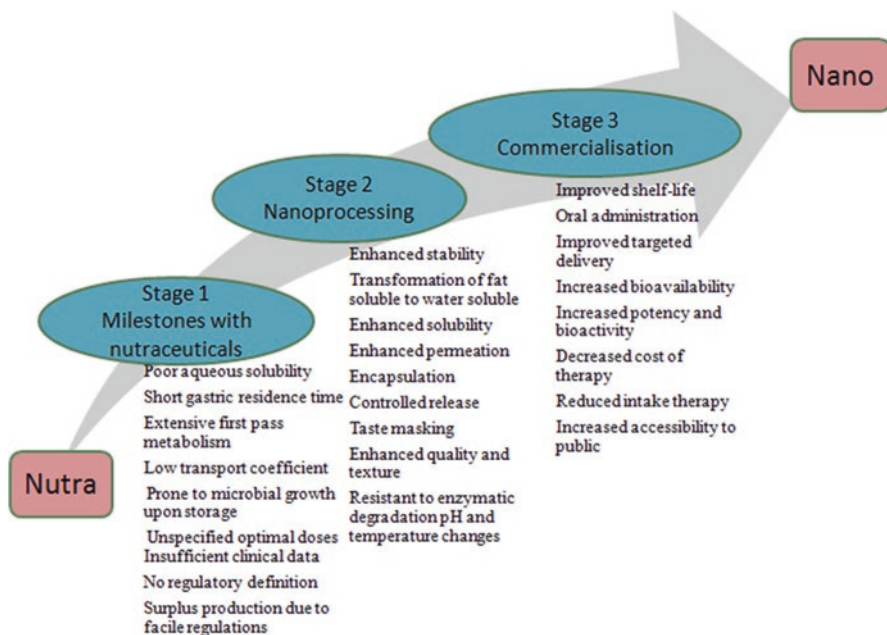 Nano
Stage 3
Commercialisation
Improved shelf-life
Oral administration
Improved targeted
delivery
Increased bioavailability
Increased potency and
bioactivity
Decreased cost of
therapy
Reduced intake therapy
Increased accessibility to
public
Stage 2
Nanoprocessing
Enhanced stability
Transformation of fat
soluble to water soluble
Enhanced solubility
Enhanced permeation
Encapsulation
Controlled release
Taste masking
Enhanced quality and
texture
Resistant to enzymatic
degradation pH and
temperature changes
Stage 1
Milestones with
nutraceuticals
Poor aqueous solubility
Short gastric residence time
Extensive first pass
metabolism
Low transport coefficient
Prone to microbial growth
upon storage
Unspecified optimal doses
Insufficient clinical data
No regulatory definition
Surplus production due to
facile regulations
Nutra